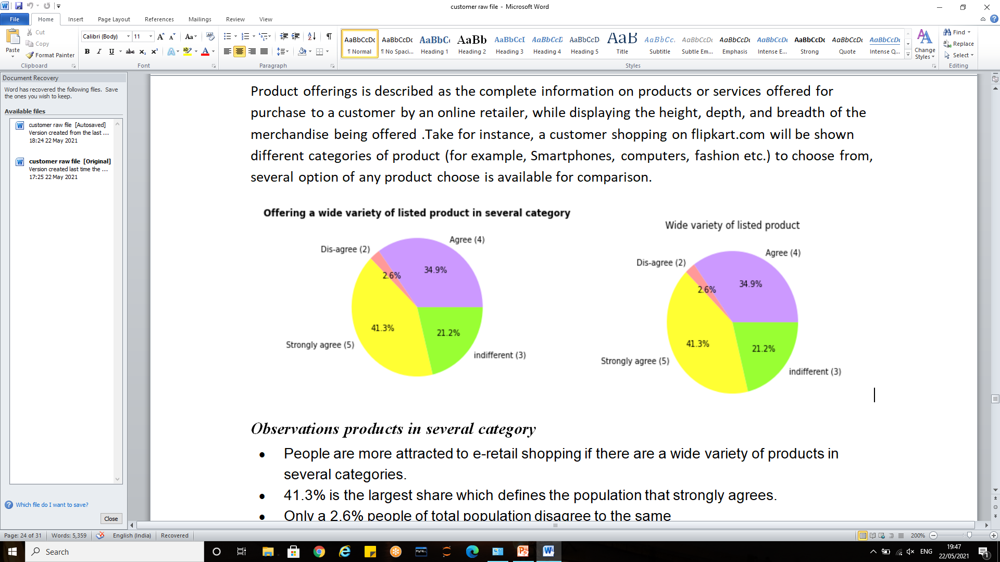 customer raw file - Microsoft Word
File Home Insert Page Layout References Mailings Review View
Paste
Cut
Copy
Format Painter
Clipboard
Calibri (Body) 11
Font
Paragraph
AaBbCcDc AaBbCcDc AaBbCc AaBb AaBbCcI AaBbCcD AaBbCcD AaB AaBbCc. AaBbCcDc AaBbCcDc AaBbCcDc AaBbCcDc AaBbCcDc AaBbCcDc
¶ Normal ¶ No Spaci... Heading 1 Heading 2 Heading 3 Heading 4 Heading 5 Title Subtitle Subtle Em... Emphasis Intense E... Strong Quote Intense Q...
Styles
Change
Styles
Find
Replace
Select
Editing
Document Recovery
Word has recovered the following files. Save
the ones you wish to keep.
Available files
customer raw file [Autosaved]
Version created from the last ...
18:24 22 May 2021
customer raw file [Original]
Version created last time the ...
17:25 22 May 2021
Which file do I want to save?
Close
Product offerings is described as the complete information on products or services offered for
purchase to a customer by an online retailer, while displaying the height, depth, and breadth of the
merchandise being offered .Take for instance, a customer shopping on flipkart.com will be shown
different categories of product (for example, Smartphones, computers, fashion etc.) to choose from,
several option of any product choose is available for comparison.
Offering a wide variety of listed product in several category
Agree (4)
Dis-agree (2)
34.9%
2.6%
41.3%
21.2%
Strongly agree (5)
indifferent (3)
Wide variety of listed product
Agree (4)
Dis-agree (2)
34.9%
2.6%
41.3%
21.2%
Strongly agree (5)
indifferent (3)
Observations products in several category
• People are more attracted to e-retail shopping if there are a wide variety of products in
several categories.
• 41.3% is the largest share which defines the population that strongly agrees.
• Only a 2.6% people of total population disagree to the same
Page: 24 of 31 Words: 5,359 English (India) Recovered 200%
Search
ENG
19:47
22/05/2021
1